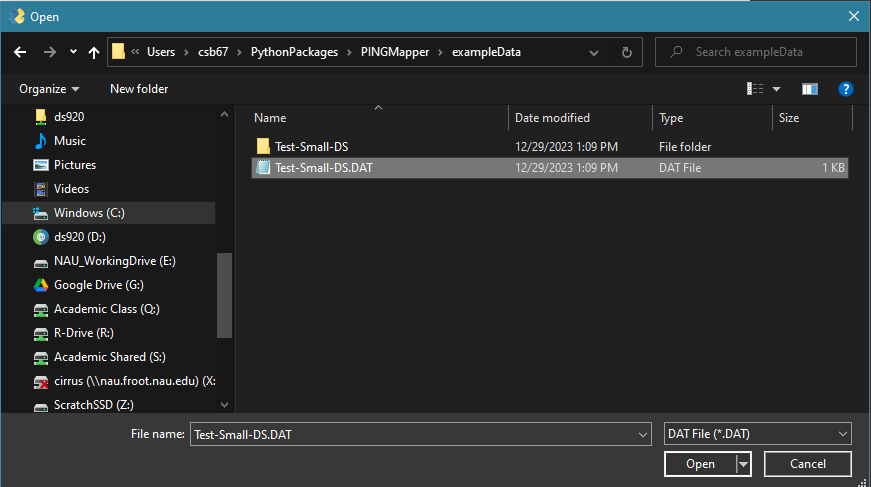 Open
« Users > csb67 > PythonPackages > PINGMapper > exampleData
Search exampleData
Organize
New folder
ds920
Music
Pictures
Videos
Windows (C:)
ds920 (D:)
NAU_WorkingDrive (E:)
Google Drive (G:)
Academic Class (Q:)
R-Drive (R:)
Academic Shared (S:)
cirrus (\\nau.froot.nau.edu) (X:
ScratchSSD (Z:)
Name Date modified Type Size
Test-Small-DS 12/29/2023 1:09 PM File folder
Test-Small-DS.DAT 12/29/2023 1:09 PM DAT File 1 KB
File name: Test-Small-DS.DAT
DAT File (*.DAT)
Open
Cancel